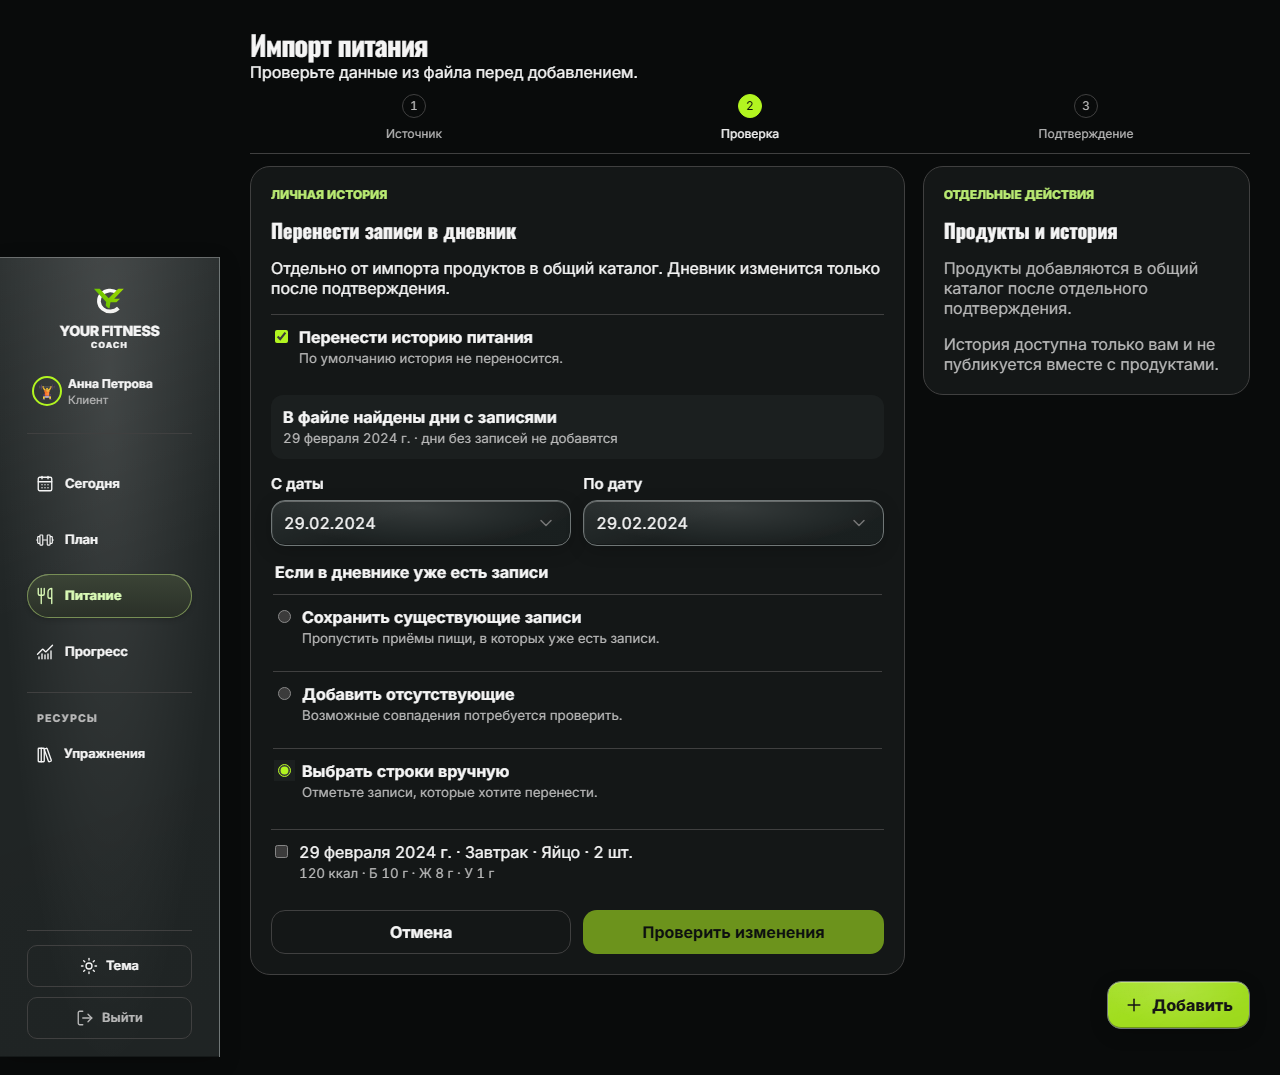 Импорт питания
Проверьте данные из файла перед добавлением.
1
Источник
2
Проверка
3
Подтверждение
YOUR FITNESS
COACH
Анна Петрова
Клиент
Сегодня
План
Питание
Прогресс
РЕСУРСЫ
Упражнения
Тема
Выйти
ЛИЧНАЯ ИСТОРИЯ
Перенести записи в дневник
Отдельно от импорта продуктов в общий каталог. Дневник изменится только
после подтверждения.
Перенести историю питания
По умолчанию история не переносится.
В файле найдены дни с записями
29 февраля 2024 г. · дни без записей не добавятся
С даты
По дату
29.02.2024
29.02.2024
Если в дневнике уже есть записи
Сохранить существующие записи
Пропустить приёмы пищи, в которых уже есть записи.
Добавить отсутствующие
Возможные совпадения потребуется проверить.
Выбрать строки вручную
Отметьте записи, которые хотите перенести.
29 февраля 2024 г. · Завтрак · Яйцо · 2 шт.
120 ккал · Б 10 г · Ж 8 г · У 1 г
Отмена
Проверить изменения
ОТДЕЛЬНЫЕ ДЕЙСТВИЯ
Продукты и история
Продукты добавляются в общий
каталог после отдельного
подтверждения.
История доступна только вам и не
публикуется вместе с продуктами.
Добавить